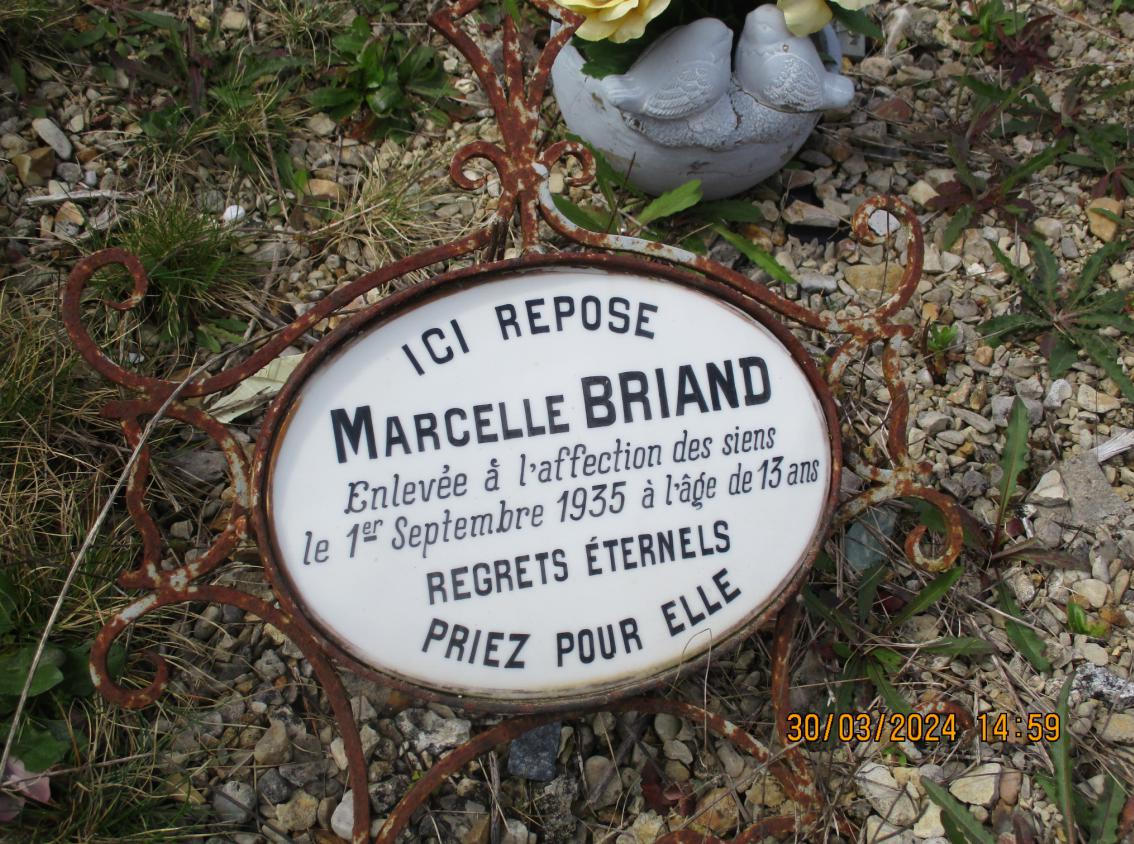 ICI REPOSE
MARCELLE BRIAND
Enlevée à l'affection des siens
le 1er Septembre 1935 à l'âge de 13 ans
REGRETS ÉTERNELS
PRIEZ POUR ELLE
30/03/2024 14:59